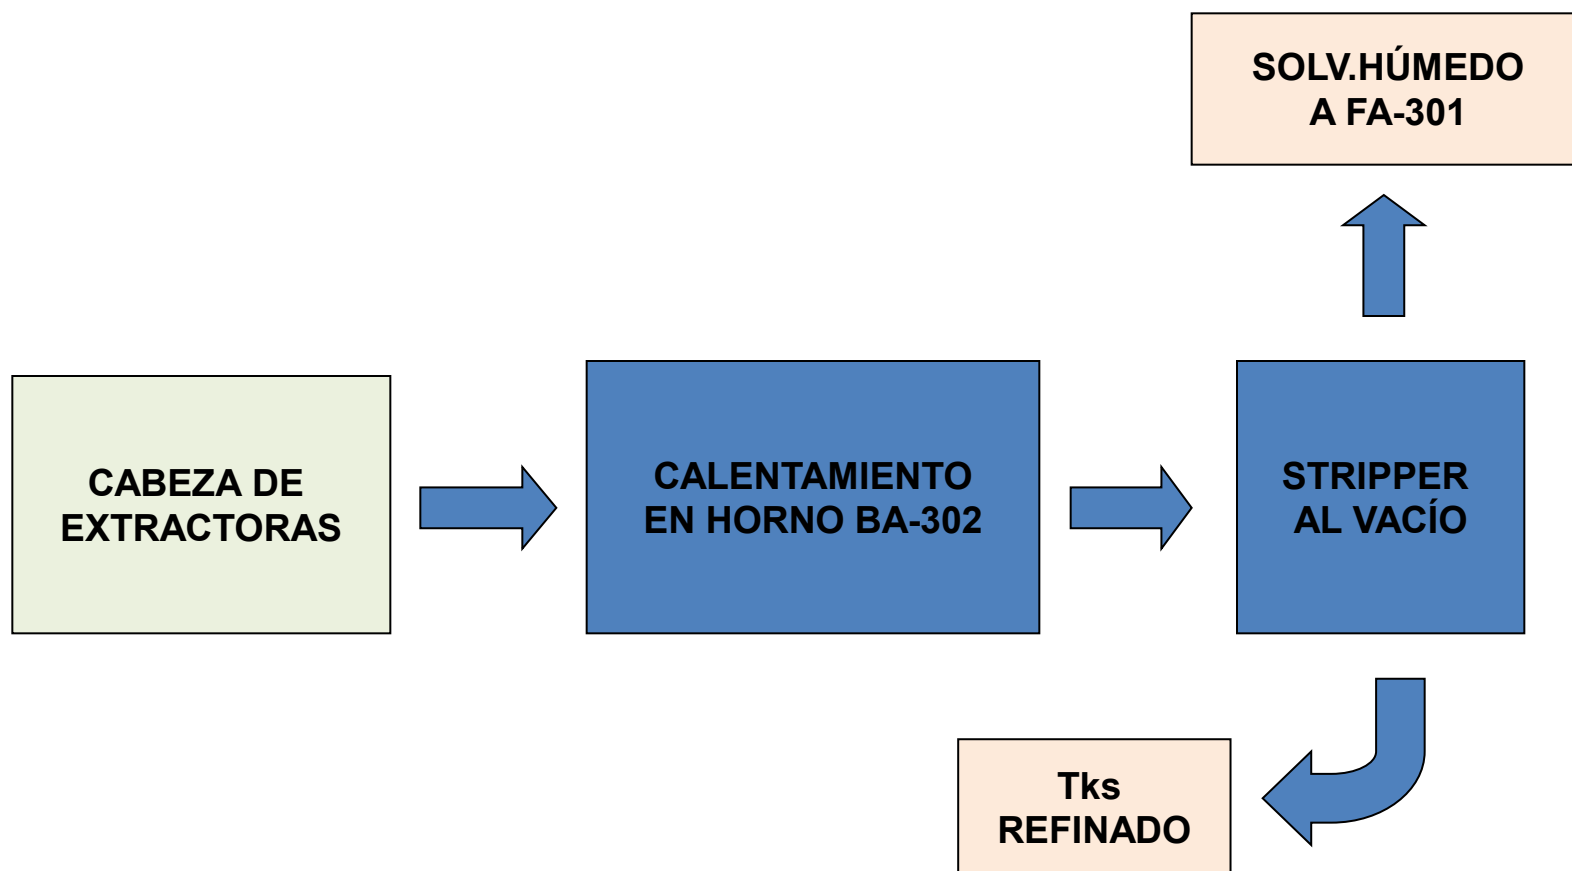 SOLV.HÚMEDO
A FA-301
CABEZA DE
EXTRACTORAS
CALENTAMIENTO
EN HORNO BA-302
STRIPPER
AL VACÍO
Tks
REFINADO